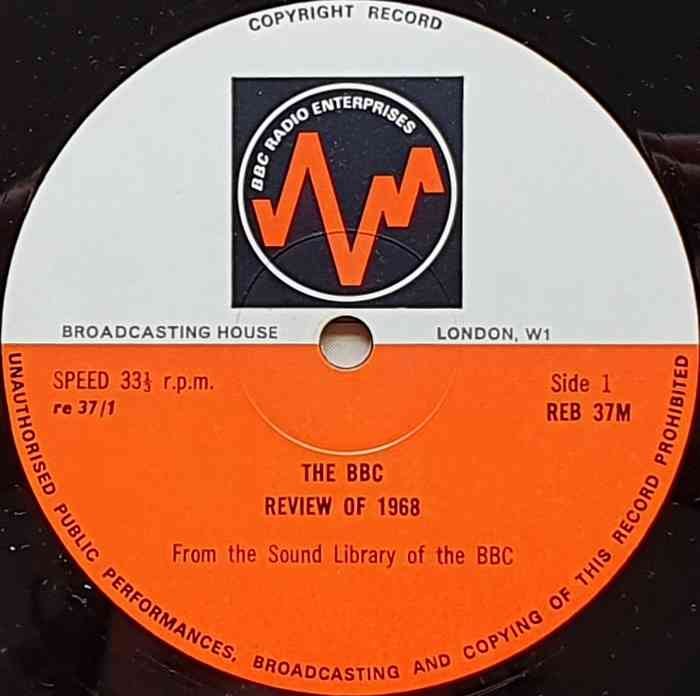 COPYRIGHT RECORD
BBC RADIO ENTERPRISES
BROADCASTING HOUSE
LONDON, W1
SPEED 33⅓ r.p.m.
Side 1
re 37/1
REB 37M
THE BBC
REVIEW OF 1968
From the Sound Library of the BBC
UNAUTHORISED PUBLIC PERFORMANCES, BROADCASTING AND COPYING OF THIS RECORD PROHIBITED